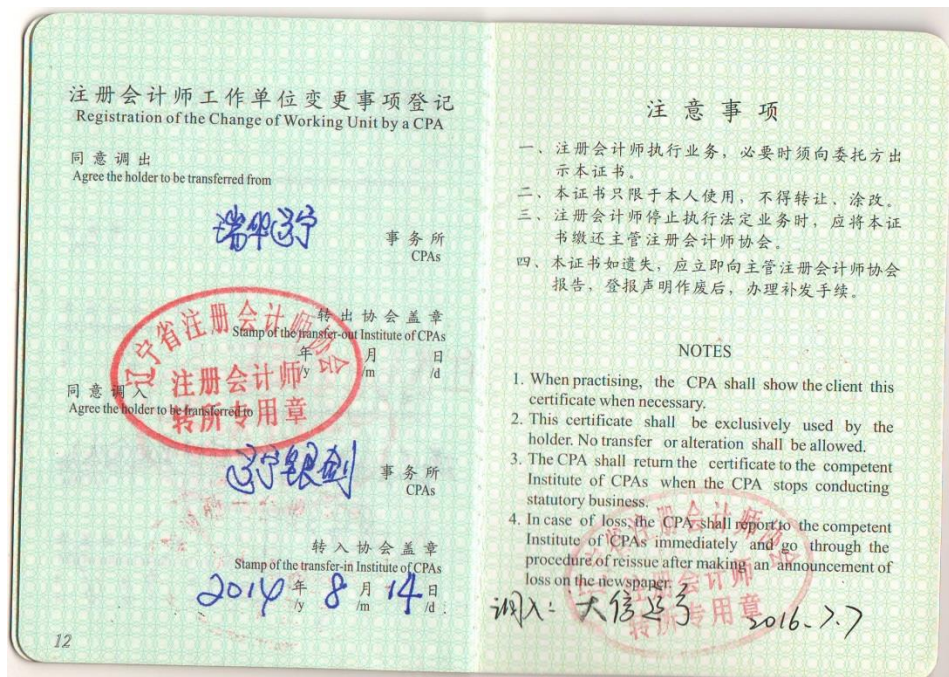 注册会计师工作单位变更事项登记
Registration of the Change of Working Unit by a CPA
同意调出
Agree the holder to be transferred from
瑞华辽宁
事务所
CPAs
转出协会盖章
Stamp of the transfer-out Institute of CPAs
年 月 日
/y /m /d
辽宁省注册会计师协会
注册会计师
转所专用章
同意调入
Agree the holder to be transferred to
辽宁银剑
事务所
CPAs
转入协会盖章
Stamp of the transfer-in Institute of CPAs
2014 年 8 月 14 日
/y /m /d
12
注意事项
一、注册会计师执行业务，必要时须向委托方出
示本证书。
二、本证书只限于本人使用，不得转让、涂改。
三、注册会计师停止执行法定业务时，应将本证
书缴还主管注册会计师协会。
四、本证书如遗失，应立即向主管注册会计师协会
报告，登报声明作废后，办理补发手续。
NOTES
1. When practising, the CPA shall show the client this
certificate when necessary.
2. This certificate shall be exclusively used by the
holder. No transfer or alteration shall be allowed.
3. The CPA shall return the certificate to the competent
Institute of CPAs when the CPA stops conducting
statutory business.
4. In case of loss, the CPA shall report to the competent
Institute of CPAs immediately and go through the
procedure of reissue after making an announcement of
loss on the newspaper.
注册会计师协会
注册会计师
转所专用章
调入：大信辽宁 2016.7.7